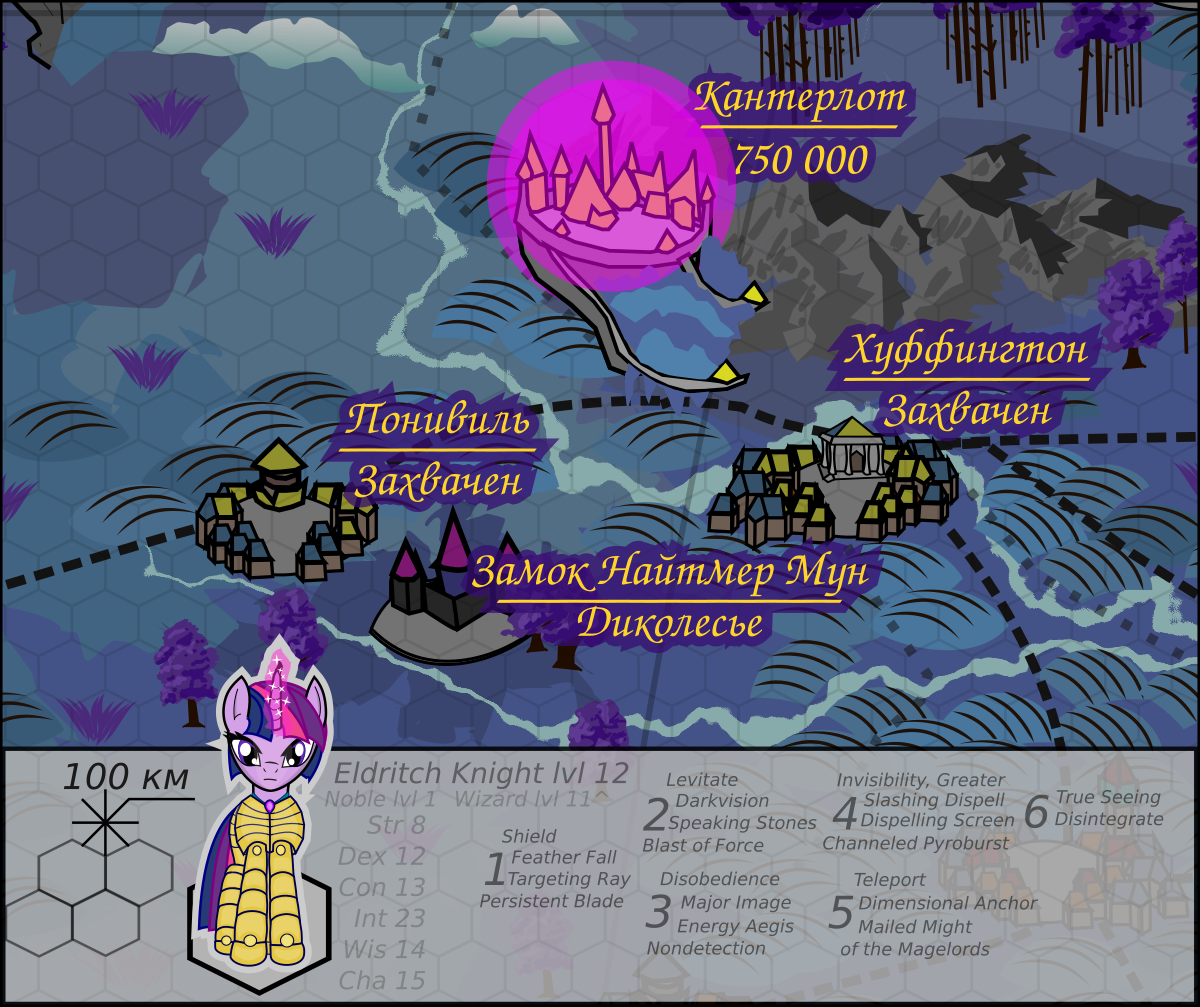 Кантерлот
750 000
Хуффингтон
Захвачен
Понивиль
Захвачен
Замок Найтмер Мун
Диколесье
100 км
Eldritch Knight lvl 12
Noble lvl 1 Wizard lvl 11
Str 8
Dex 12
Con 13
Int 23
Wis 14
Cha 15
1
Shield
Feather Fall
Targeting Ray
Persistent Blade
2
Levitate
Darkvision
Speaking Stones
Blast of Force
3
Disobedience
Major Image
Energy Aegis
Nondetection
4
Invisibility, Greater
Slashing Dispell
Dispelling Screen
Channeled Pyroburst
5
Teleport
Dimensional Anchor
Mailed Might
of the Magelords
6
True Seeing
Disintegrate